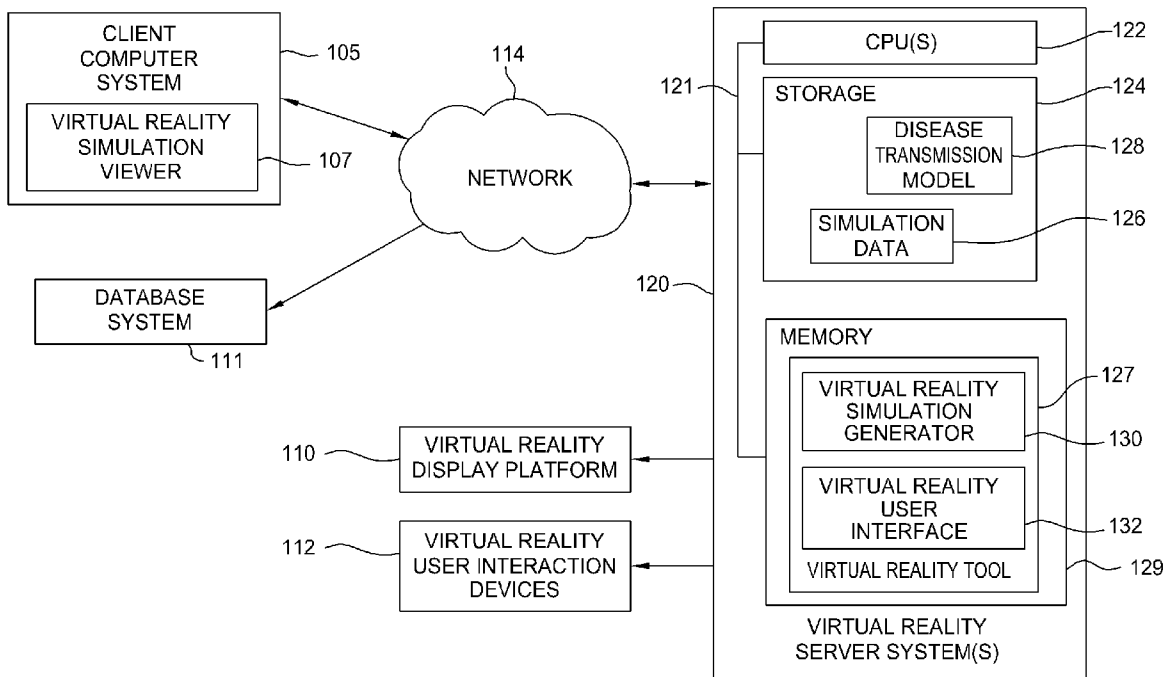 CLIENT
COMPUTER
SYSTEM
105
VIRTUAL REALITY
SIMULATION
VIEWER
107
DATABASE
SYSTEM
111
114
NETWORK
110
VIRTUAL REALITY
DISPLAY PLATFORM
112
VIRTUAL REALITY
USER INTERACTION
DEVICES
120
121
CPU(S)
122
STORAGE
124
DISEASE
TRANSMISSION
MODEL
128
SIMULATION
DATA
126
MEMORY
127
VIRTUAL REALITY
SIMULATION
GENERATOR
130
VIRTUAL REALITY
USER
INTERFACE
132
VIRTUAL REALITY TOOL
129
VIRTUAL REALITY
SERVER SYSTEM(S)